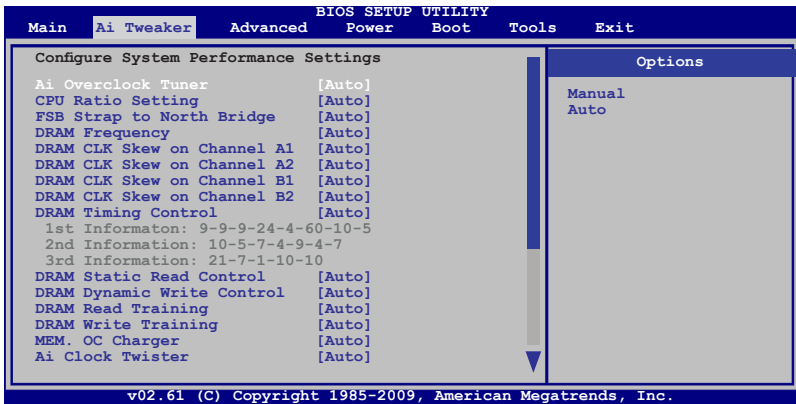 BIOS SETUP UTILITY
Main Ai Tweaker Advanced Power Boot Tools Exit
Configure System Performance Settings
Ai Overclock Tuner [Auto]
CPU Ratio Setting [Auto]
FSB Strap to North Bridge [Auto]
DRAM Frequency [Auto]
DRAM CLK Skew on Channel A1 [Auto]
DRAM CLK Skew on Channel A2 [Auto]
DRAM CLK Skew on Channel B1 [Auto]
DRAM CLK Skew on Channel B2 [Auto]
DRAM Timing Control [Auto]
1st Informaton: 9-9-9-24-4-60-10-5
2nd Information: 10-5-7-4-9-4-7
3rd Information: 21-7-1-10-10
DRAM Static Read Control [Auto]
DRAM Dynamic Write Control [Auto]
DRAM Read Training [Auto]
DRAM Write Training [Auto]
MEM. OC Charger [Auto]
Ai Clock Twister [Auto]
Options
Manual
Auto
v02.61 (C) Copyright 1985-2009, American Megatrends, Inc.